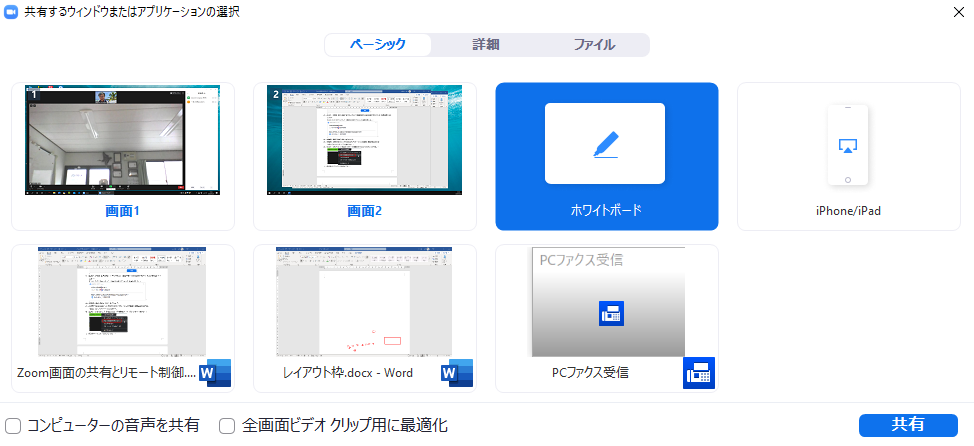 共有するウィンドウまたはアプリケーションの選択
ベーシック
詳細
ファイル
1
2
画面1
画面2
ホワイトボード
iPhone/iPad
PCファクス受信
Zoom画面の共有とリモート制御....
W
レイアウト枠.docx - Word
W
PCファクス受信
コンピューターの音声を共有
全画面ビデオ クリップ用に最適化
共有